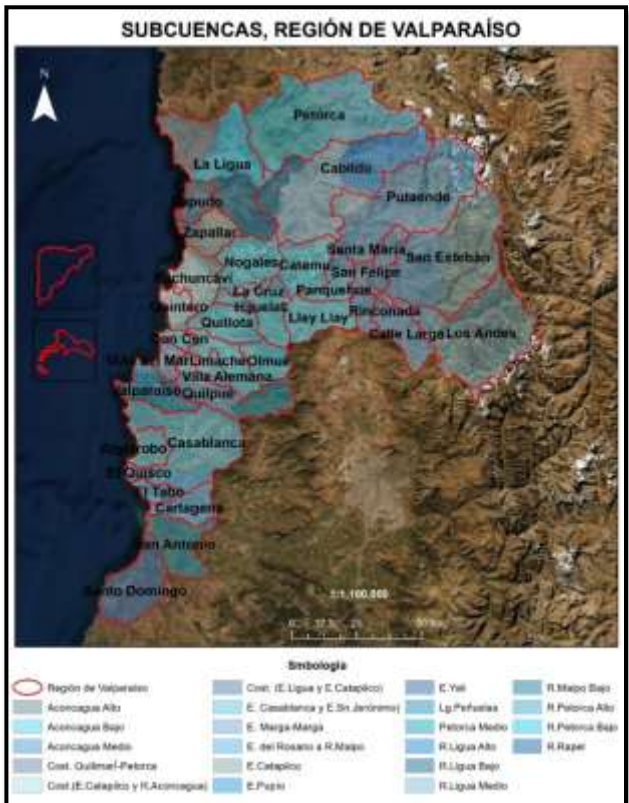 SUBCUENCAS, REGIÓN DE VALPARAÍSO
N
Petorca
La Ligua
Cabildo
Putaendo
Zapallar
Nogales
Catemu
Santa María
San Esteban
San Felipe
La Cruz
Panquehue
Quintero
Hijuelas
Rinconada
Quillota
Llay Llay
Calle Larga
Los Andes
Limache
Olmué
Villa Alemana
Valparaíso
Quilpué
Casablanca
El Quisco
Cartagena
San Antonio
Santo Domingo
1:1,100,000
Simbología
Región de Valparaíso
Aconcagua Alto
Aconcagua Bajo
Aconcagua Medio
Cost. Quilimarí-Petorca
Cost.(E.Catapilco y R.Aconcagua)
Cost. (E.Ligua y E.Catapilco)
E. Casablanca y E.Sn.Jerónimo)
E. Marga-Marga
E. del Rosario a R.Maipo
E.Catapilco
E.Pupío
E.Yali
Lg.Peñuelas
Petorca Medio
R.Ligua Alto
R.Ligua Bajo
R.Ligua Medio
R.Maipo Bajo
R.Petorca Alto
R.Petorca Bajo
R.Rapel